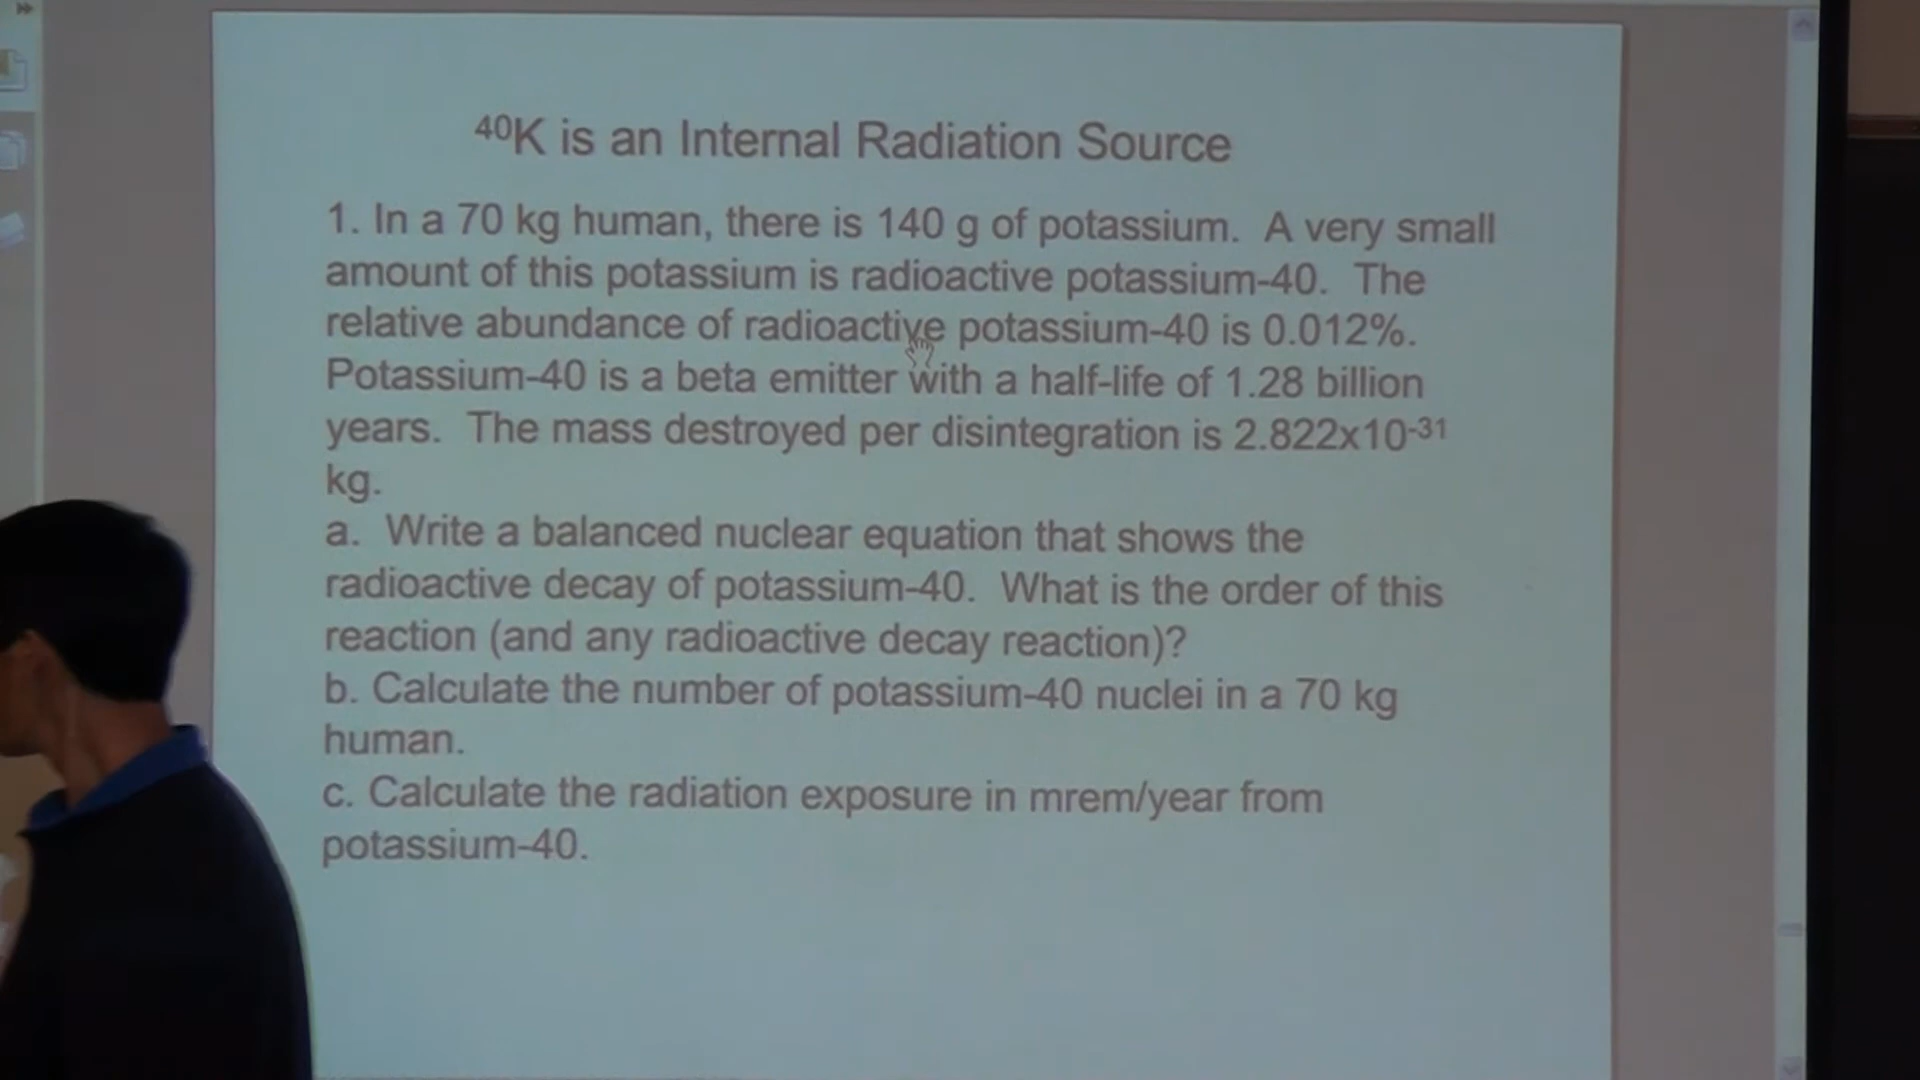 ⁴⁰K is an Internal Radiation Source
1. In a 70 kg human, there is 140 g of potassium. A very small
amount of this potassium is radioactive potassium-40. The
relative abundance of radioactive potassium-40 is 0.012%.
Potassium-40 is a beta emitter with a half-life of 1.28 billion
years. The mass destroyed per disintegration is 2.822x10⁻³¹
kg.
a. Write a balanced nuclear equation that shows the
radioactive decay of potassium-40. What is the order of this
reaction (and any radioactive decay reaction)?
b. Calculate the number of potassium-40 nuclei in a 70 kg
human.
c. Calculate the radiation exposure in mrem/year from
potassium-40.